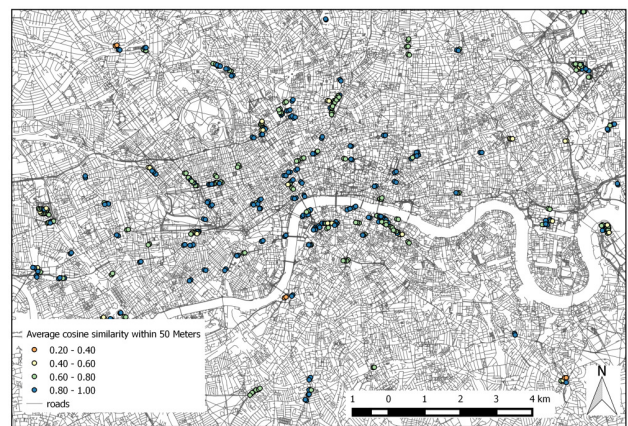 Average cosine similarity within 50 Meters
0.20 - 0.40
0.40 - 0.60
0.60 - 0.80
0.80 - 1.00
roads
N
1 0 1 2 3 4 km